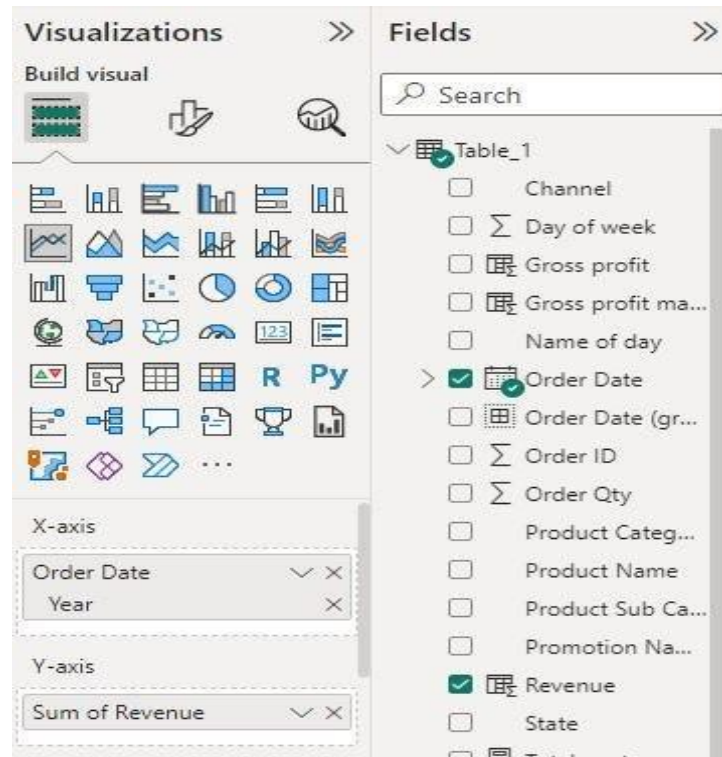 Visualizations
Build visual
123
R
Py
X-axis
Order Date
Year
Y-axis
Sum of Revenue
Fields
Search
Table_1
Channel
Day of week
Gross profit
Gross profit ma...
Name of day
Order Date
Order Date (gr...
Order ID
Order Qty
Product Categ...
Product Name
Product Sub Ca...
Promotion Na...
Revenue
State